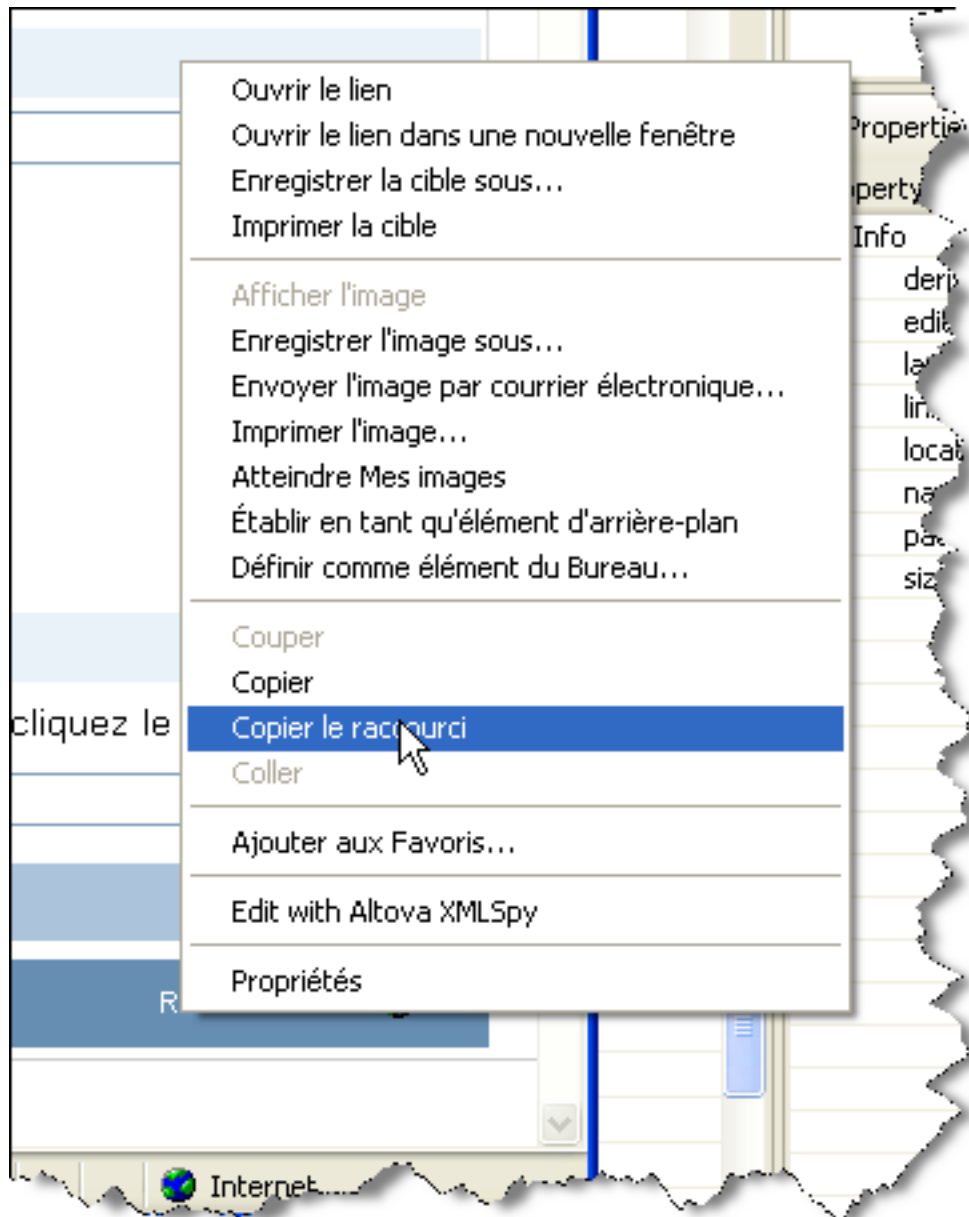 Ouvrir le lien
Ouvrir le lien dans une nouvelle fenêtre
Enregistrer la cible sous...
Imprimer la cible
Afficher l'image
Enregistrer l'image sous...
Envoyer l'image par courrier électronique...
Imprimer l'image...
Atteindre Mes images
Établir en tant qu'élément d'arrière-plan
Définir comme élément du Bureau...
Couper
Copier
Copier le raccourci
Coller
Ajouter aux Favoris...
Edit with Altova XMLSpy
Propriétés
cliquez le
R
Internet
Info